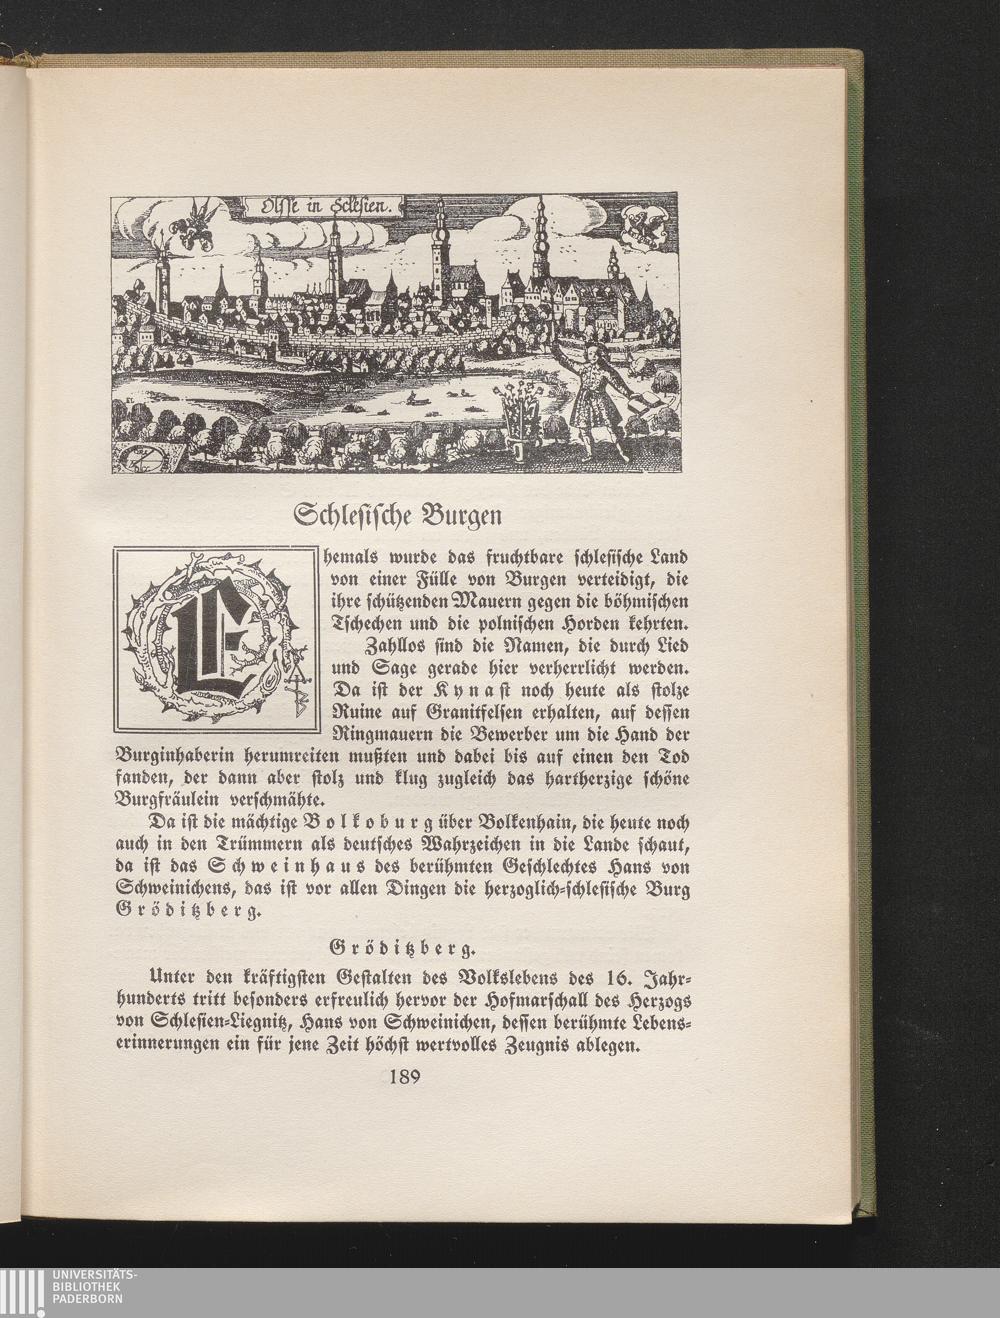 Olsse in Sclesien.
Schlesische Burgen
Ehemals wurde das fruchtbare schlesische Land
von einer Fülle von Burgen verteidigt, die
ihre schützenden Mauern gegen die böhmischen
Tschechen und die polnischen Horden kehrten.
Zahllos sind die Namen, die durch Lied
und Sage gerade hier verherrlicht werden.
Da ist der Kynast noch heute als stolze
Ruine auf Granitfelsen erhalten, auf dessen
Ringmauern die Bewerber um die Hand der
Burginhaberin herumreiten mußten und dabei bis auf einen den Tod
fanden, der dann aber stolz und klug zugleich das hartherzige schöne
Burgfräulein verschmähte.
Da ist die mächtige Bolkoburg über Bolkenhain, die heute noch
auch in den Trümmern als deutsches Wahrzeichen in die Lande schaut,
da ist das Schweinhaus des berühmten Geschlechtes Hans von
Schweinichens, das ist vor allen Dingen die herzoglich-schlesische Burg
Gröditzberg.
Gröditzberg.
Unter den kräftigsten Gestalten des Volkslebens des 16. Jahr-
hunderts tritt besonders erfreulich hervor der Hofmarschall des Herzogs
von Schlesien-Liegnitz, Hans von Schweinichen, dessen berühmte Lebens-
erinnerungen ein für jene Zeit höchst wertvolles Zeugnis ablegen.
189
UNIVERSITÄTS-
BIBLIOTHEK
PADERBORN